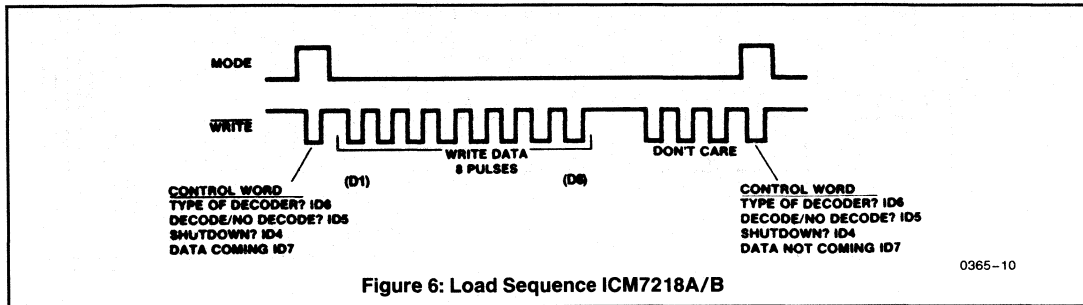 MODE
WRITE
WRITE DATA
8 PULSES
DON'T CARE
(D1)
(D8)
CONTROL WORD
TYPE OF DECODER? ID6
DECODE/NO DECODE? ID5
SHUTDOWN? ID4
DATA COMING ID7
CONTROL WORD
TYPE OF DECODER? ID6
DECODE/NO DECODE? ID5
SHUTDOWN? ID4
DATA NOT COMING ID7
0365-10
Figure 6: Load Sequence ICM7218A/B